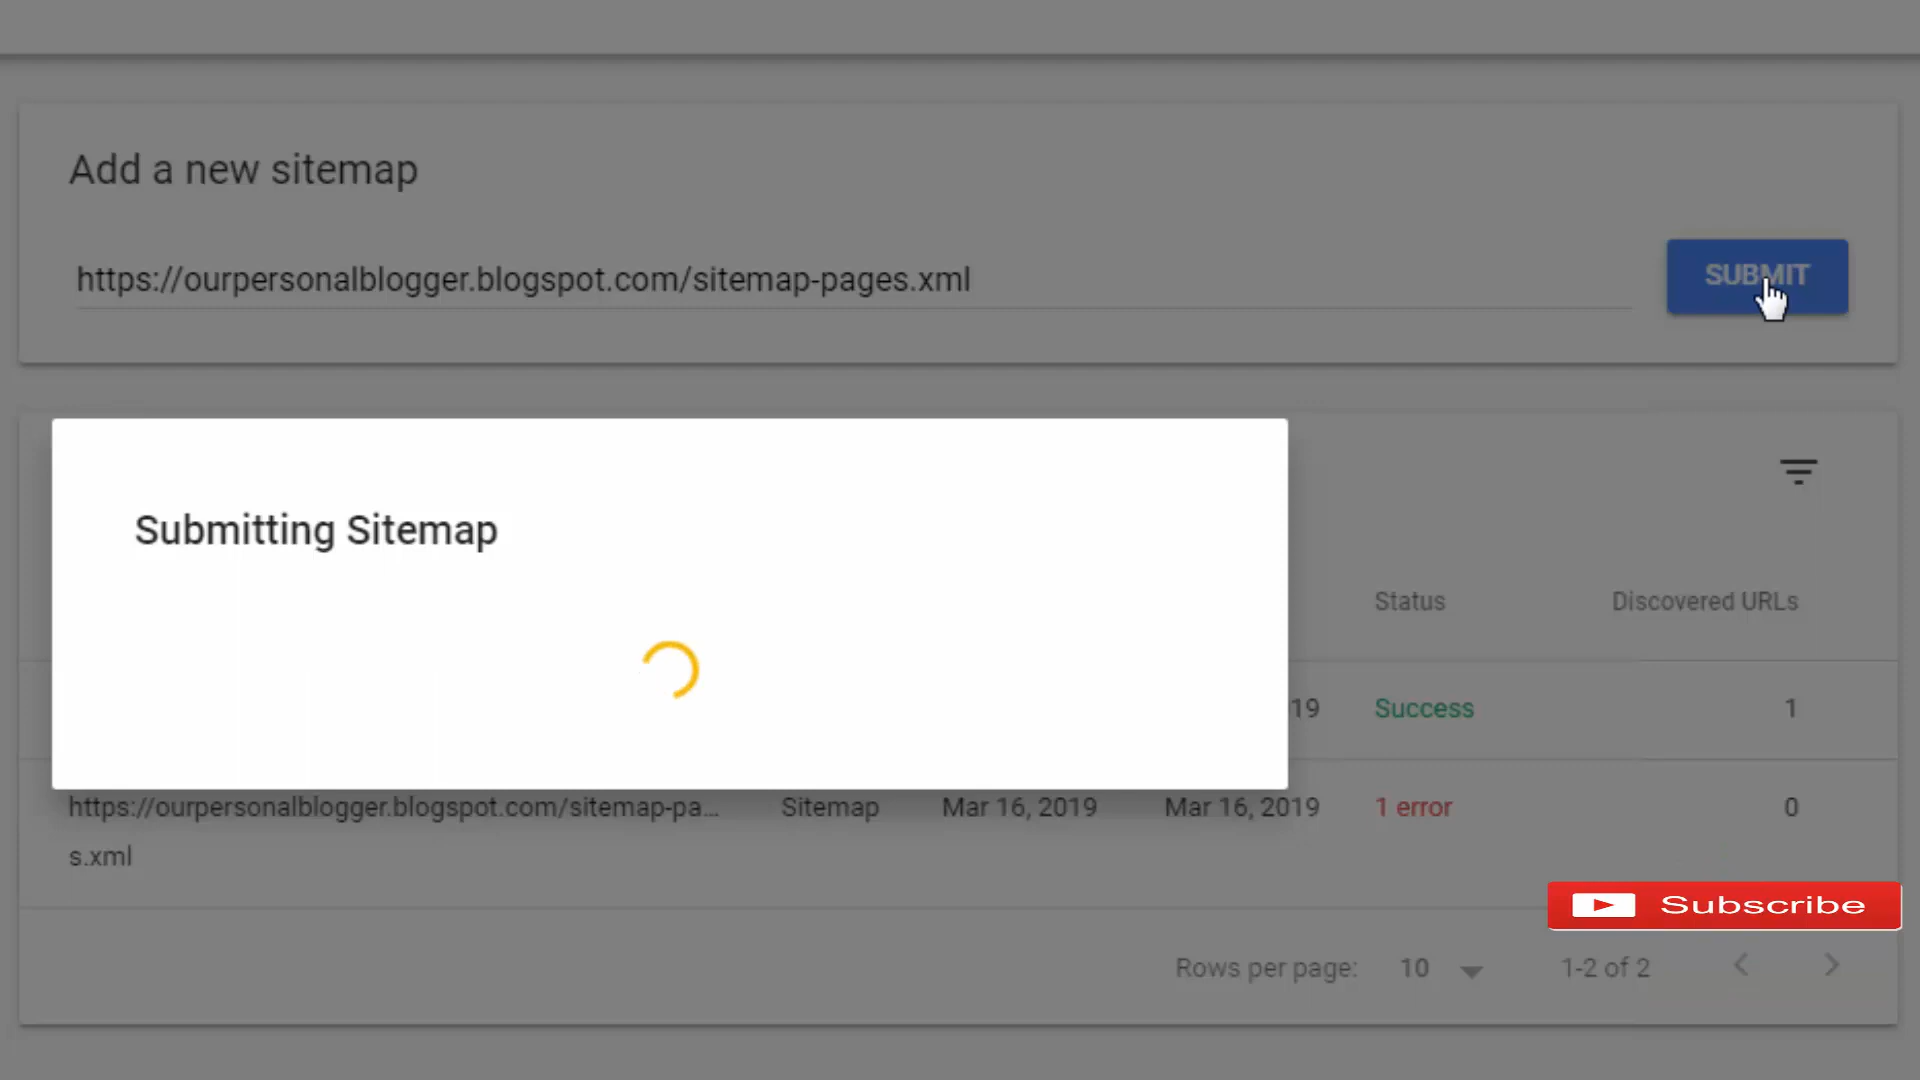 Add a new sitemap
https://ourpersonalblogger.blogspot.com/sitemap-pages.xml
SUBMIT
Submitting Sitemap
Status Discovered URLs
19 Success 1
https://ourpersonalblogger.blogspot.com/sitemap-pa... Sitemap Mar 16, 2019 Mar 16, 2019 1 error 0
s.xml
Subscribe
Rows per page: 10 1-2 of 2